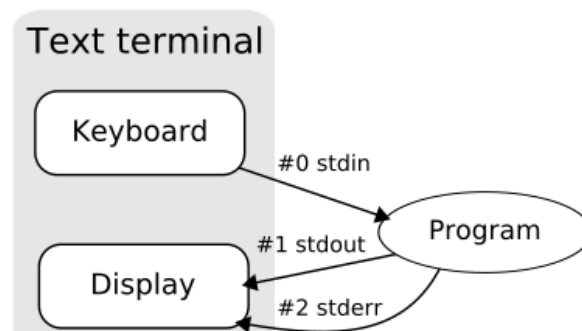 Text terminal
Keyboard
#0 stdin
Program
#1 stdout
Display
#2 stderr